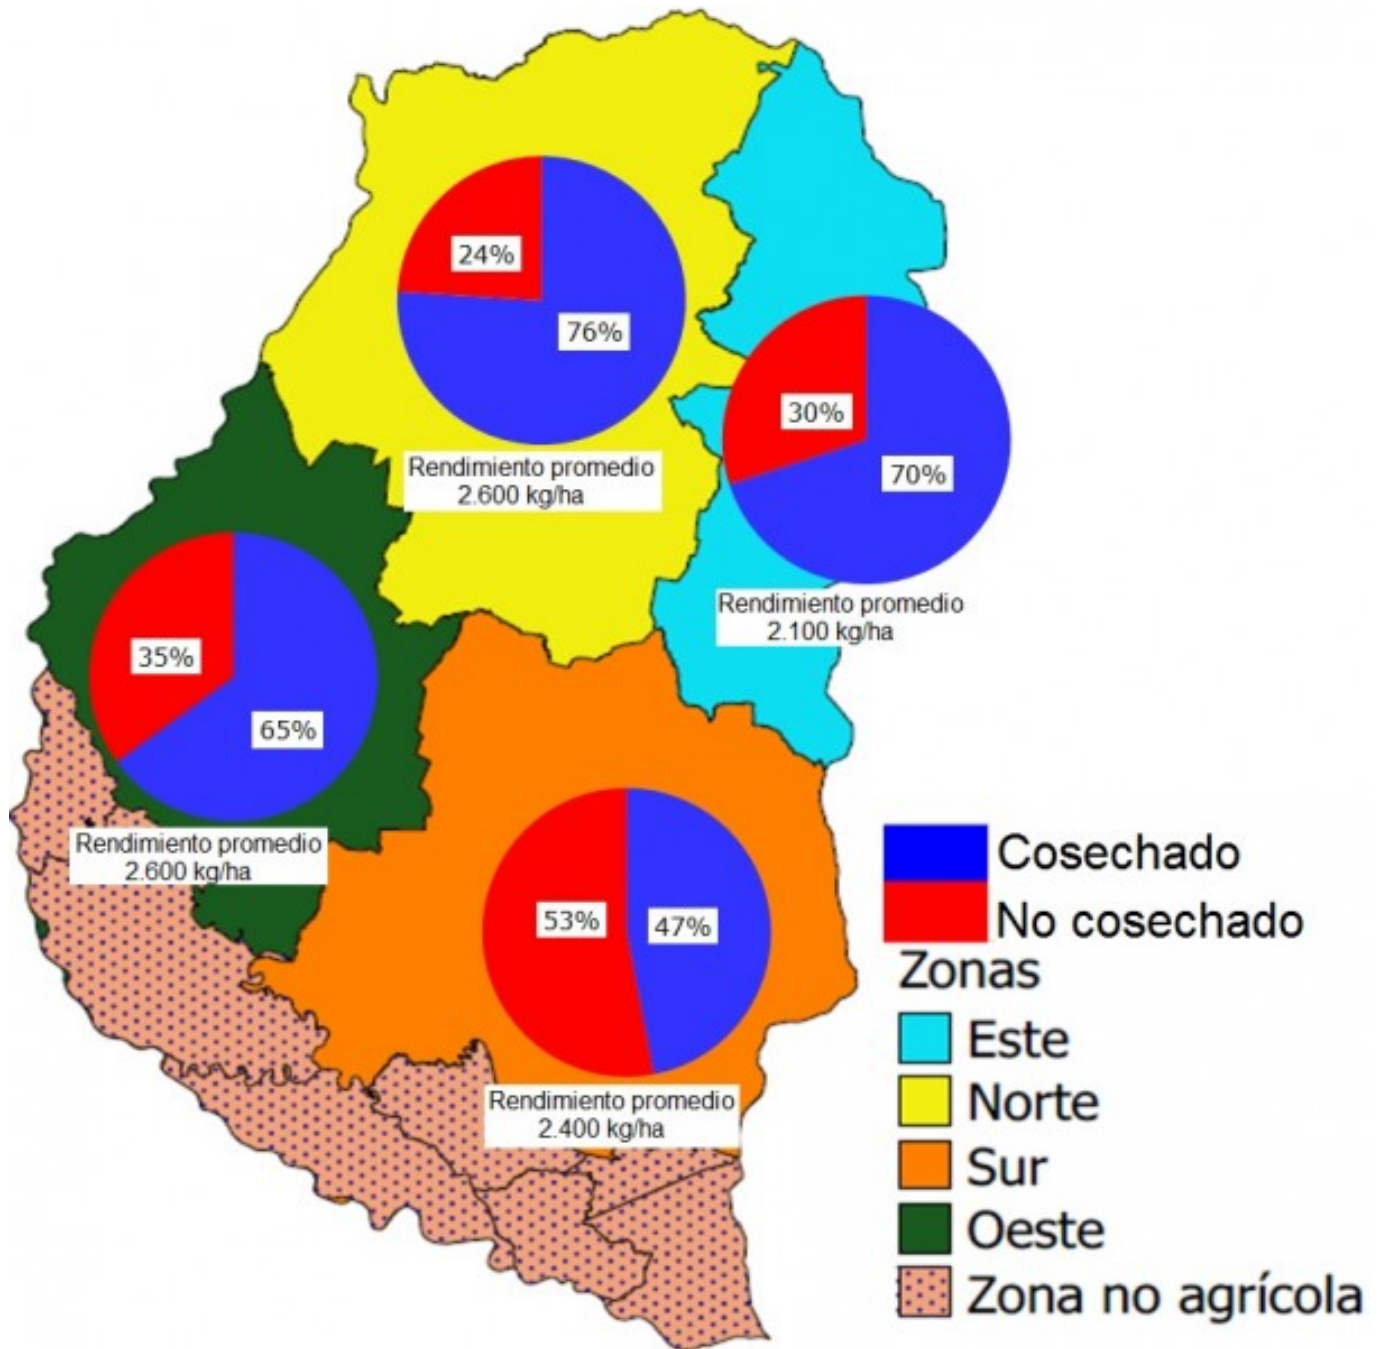 24%
76%
Rendimiento promedio
2.600 kg/ha
30%
70%
Rendimiento promedio
2.100 kg/ha
35%
65%
Rendimiento promedio
2.600 kg/ha
53%
47%
Rendimiento promedio
2.400 kg/ha
Cosechado
No cosechado
Zonas
Este
Norte
Sur
Oeste
Zona no agrícola